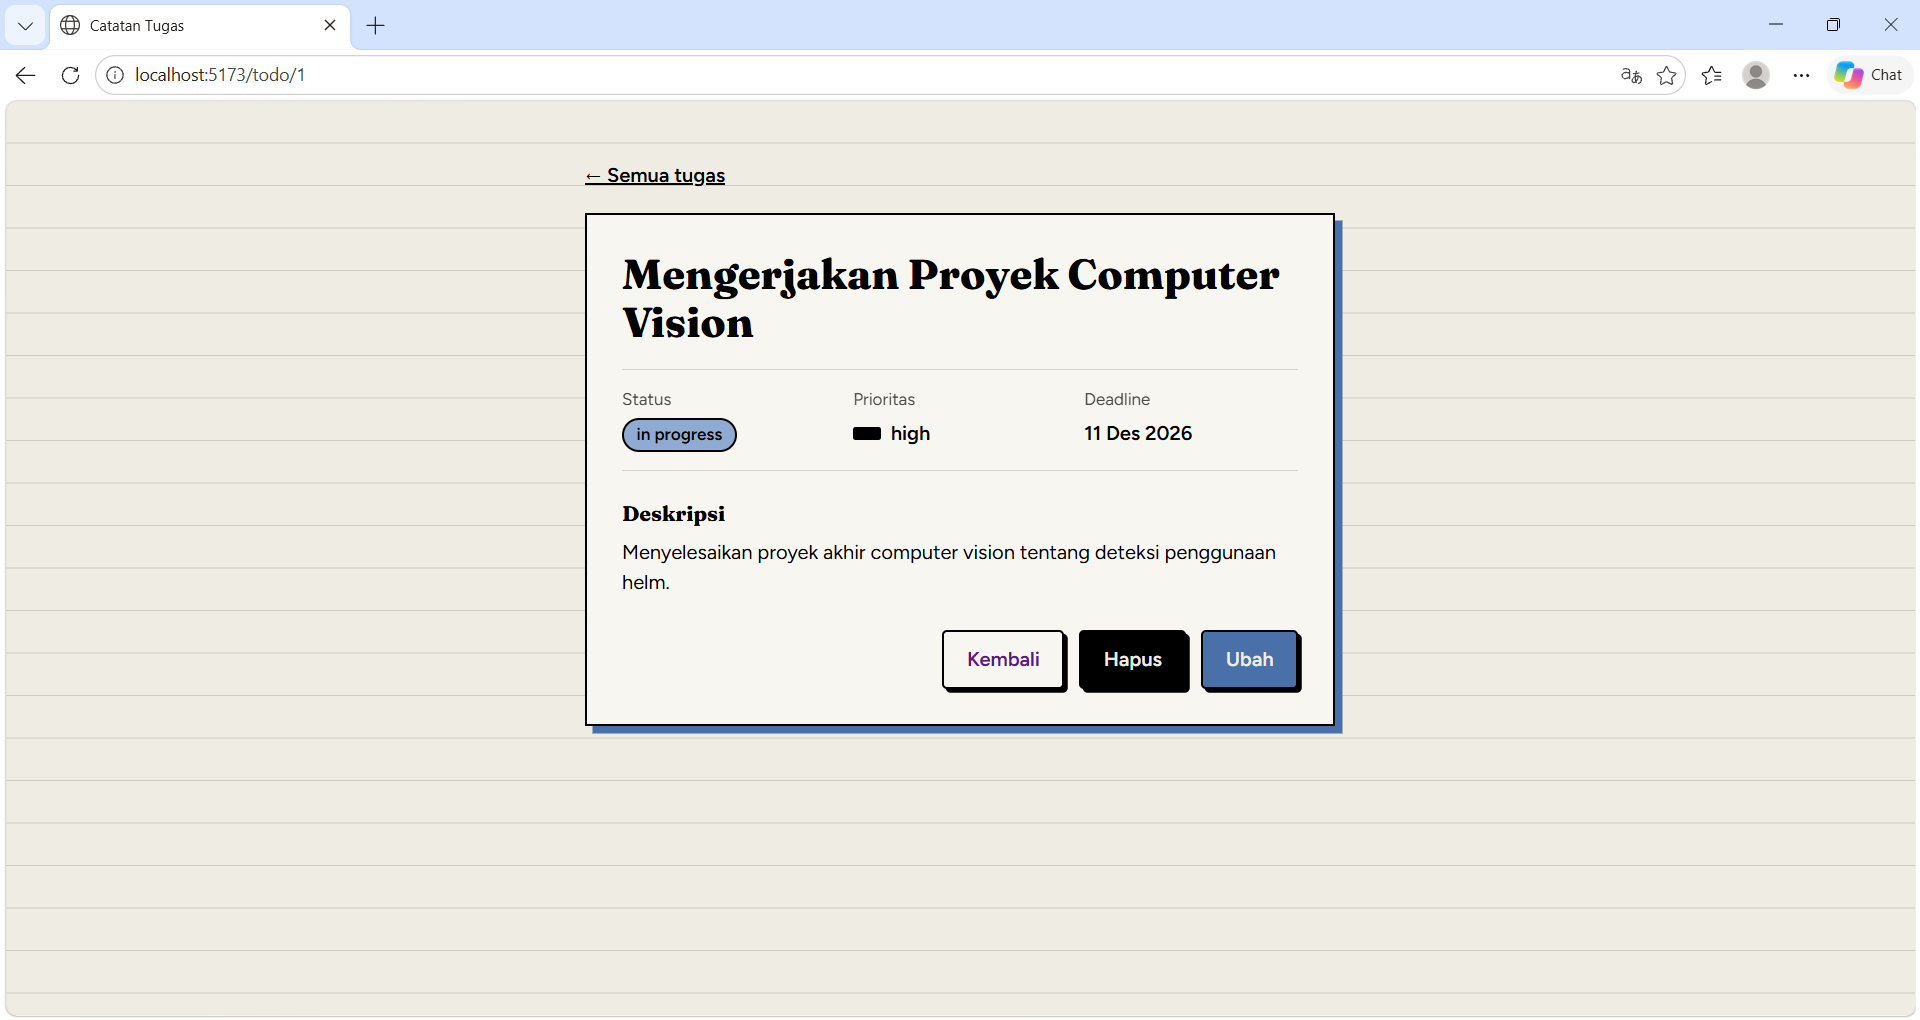 Catatan Tugas
localhost:5173/todo/1
Chat
← Semua tugas
Mengerjakan Proyek Computer
Vision
Status
Prioritas
Deadline
in progress
high
11 Des 2026
Deskripsi
Menyelesaikan proyek akhir computer vision tentang deteksi penggunaan
helm.
Kembali
Hapus
Ubah